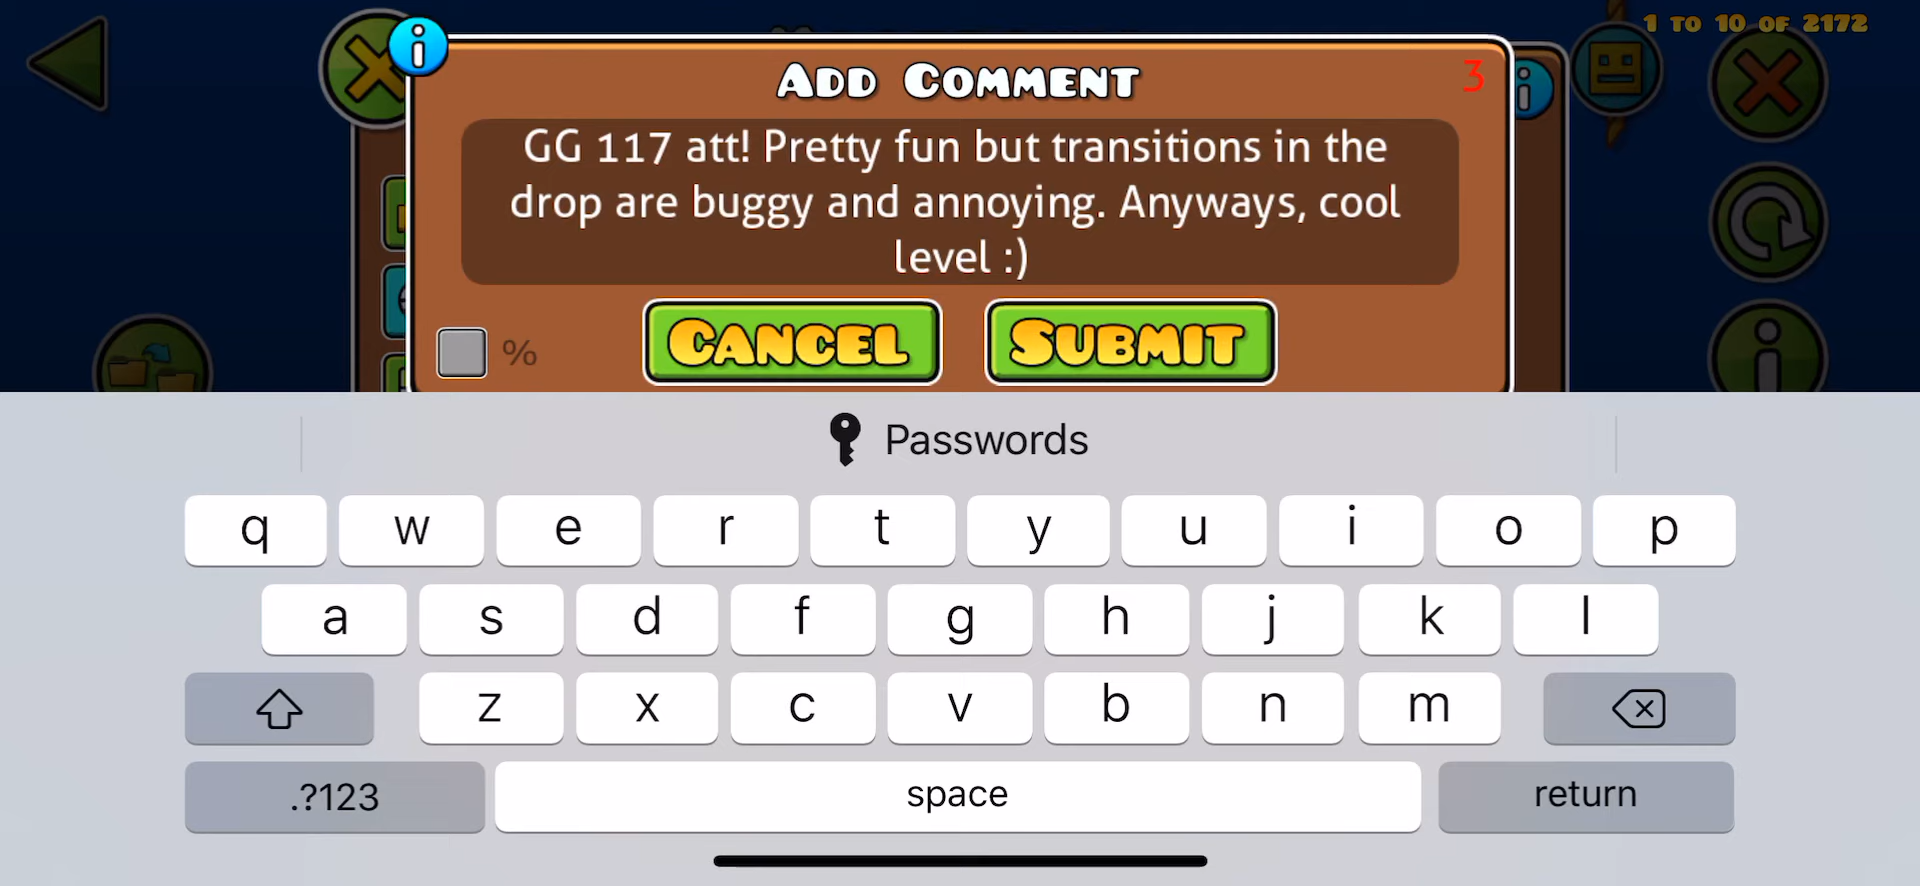 1 TO 10 OF 2172
ADD COMMENT
3
GG 117 att! Pretty fun but transitions in the
drop are buggy and annoying. Anyways, cool
level :)
%
CANCEL SUBMIT
Passwords
q w e r t y u i o p
a s d f g h j k l
z x c v b n m
.?123 space return